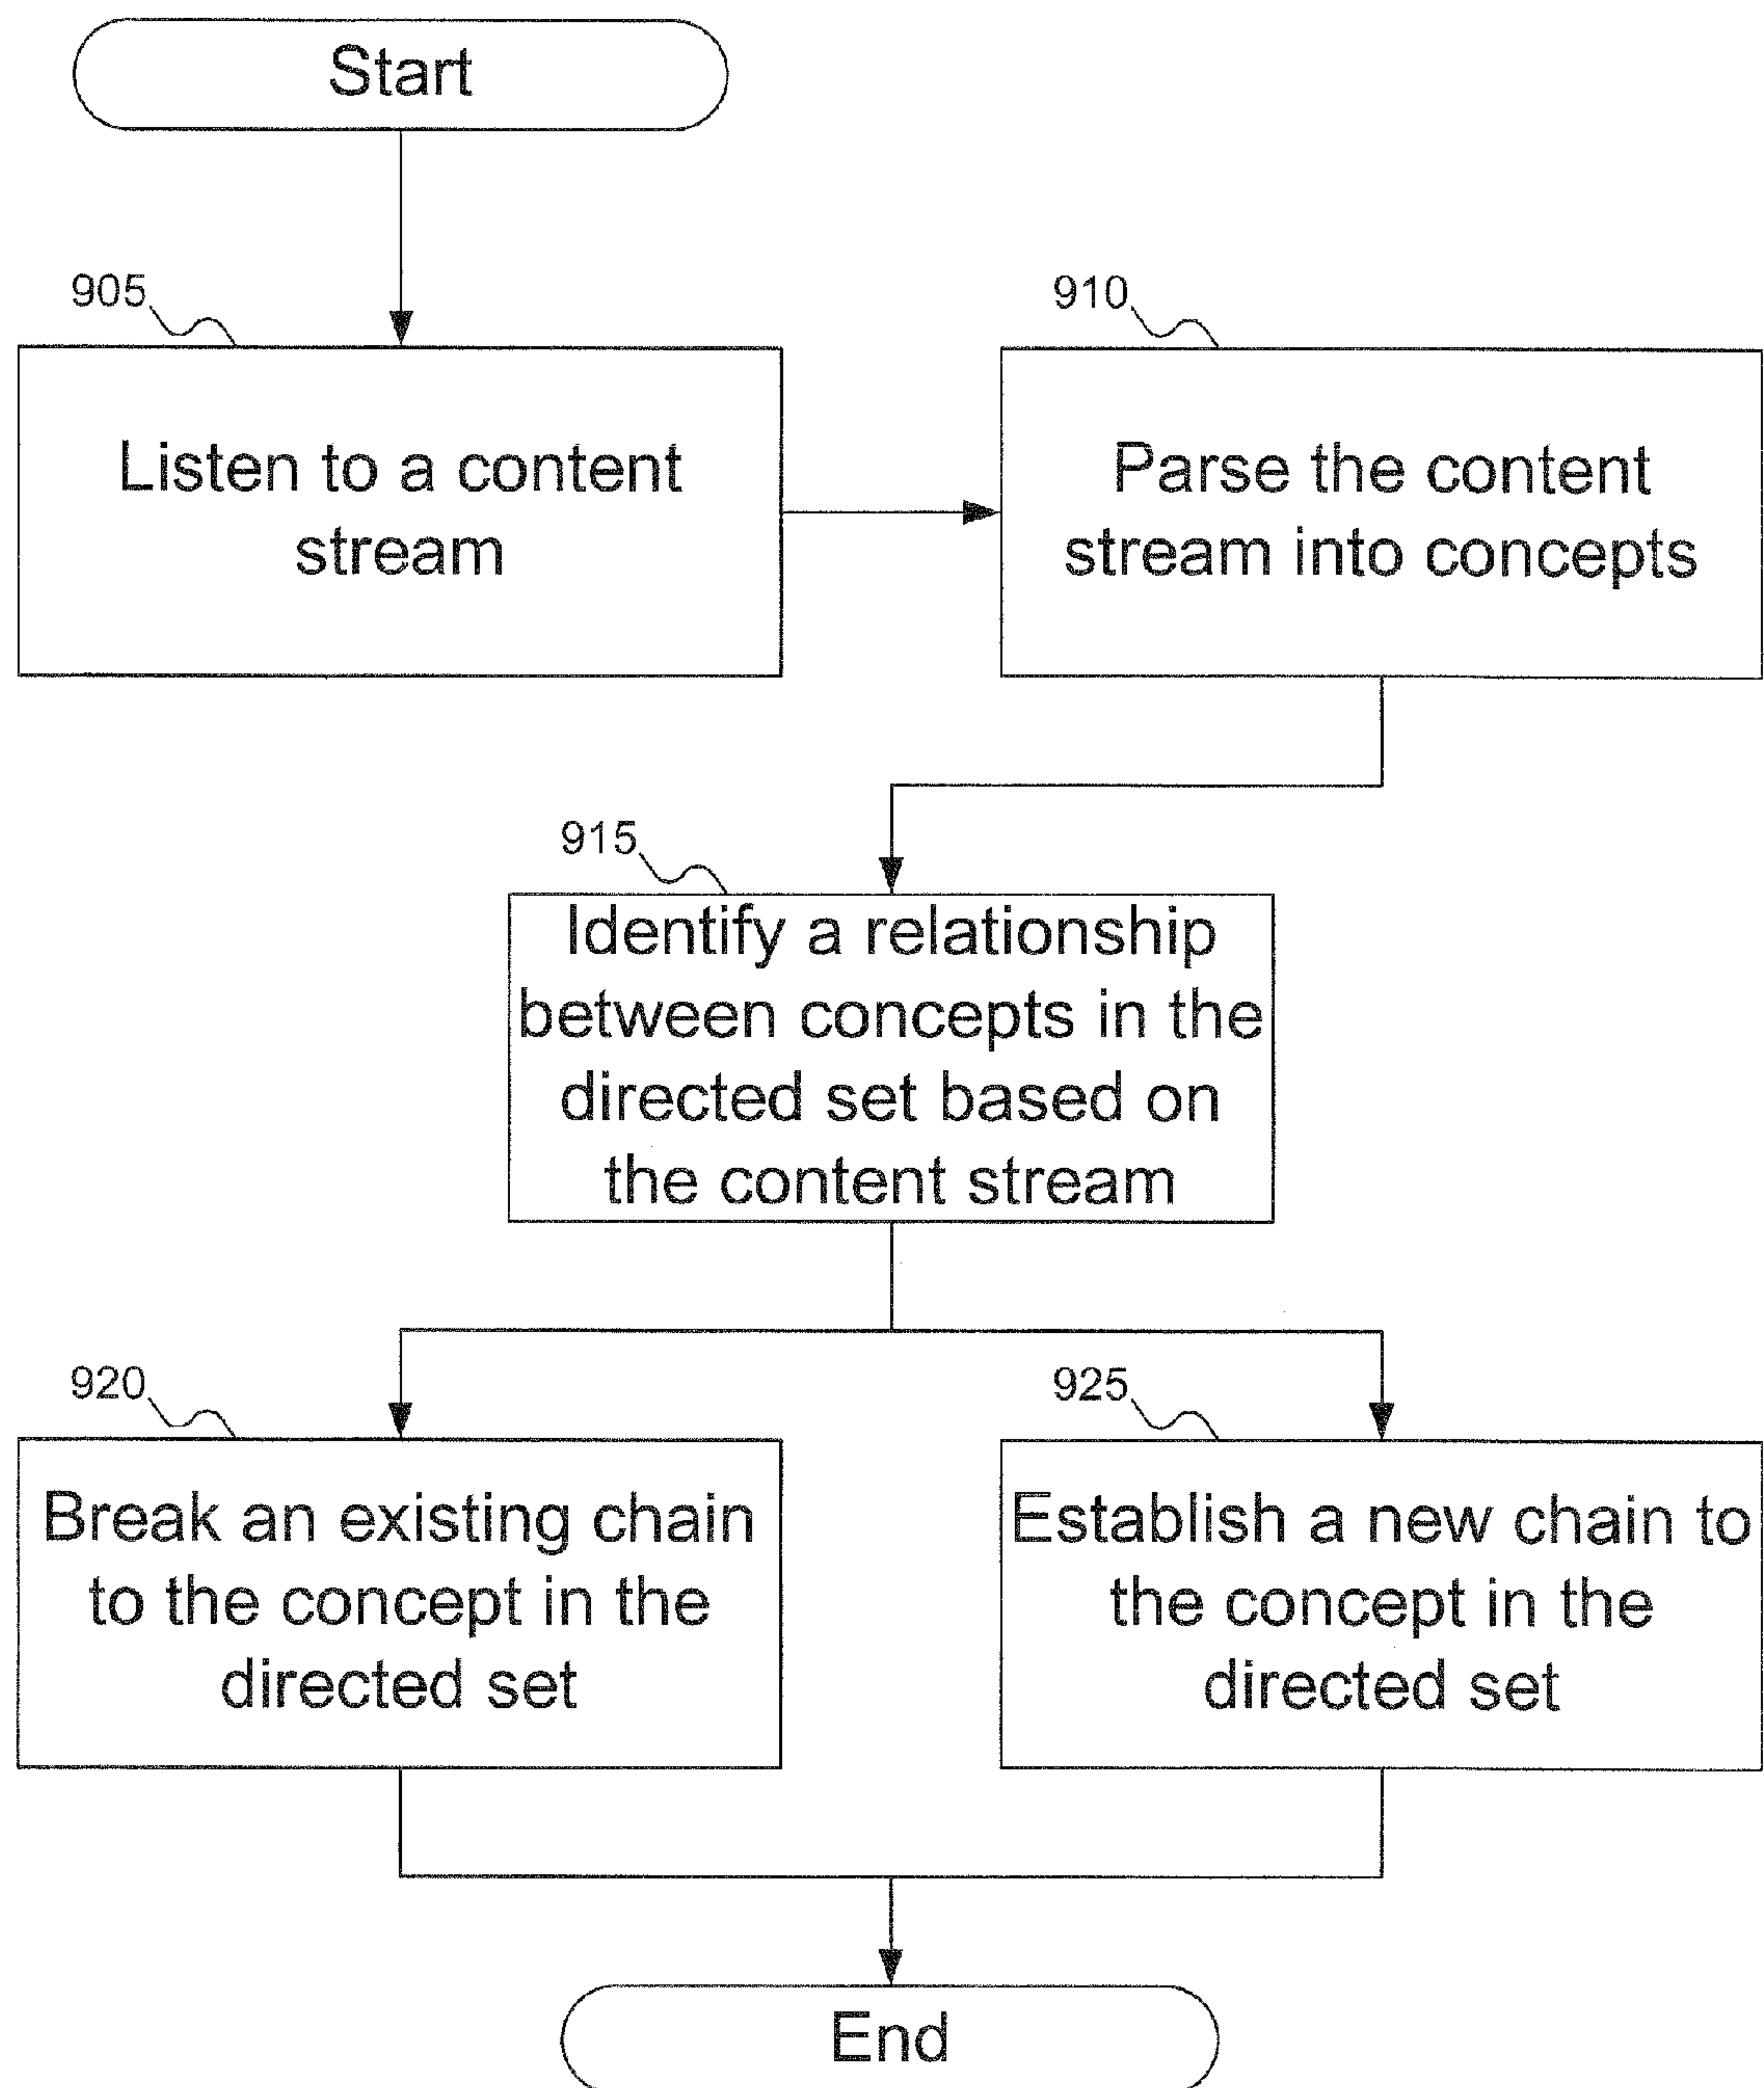 Start
905
Listen to a content
stream
910
Parse the content
stream into concepts
915
Identify a relationship
between concepts in the
directed set based on
the content stream
920
Break an existing chain
to the concept in the
directed set
925
Establish a new chain to
the concept in the
directed set
End